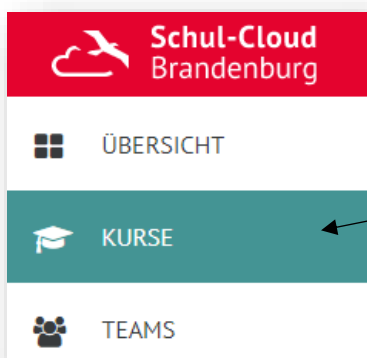 Schul-Cloud
Brandenburg
ÜBERSICHT
KURSE
TEAMS